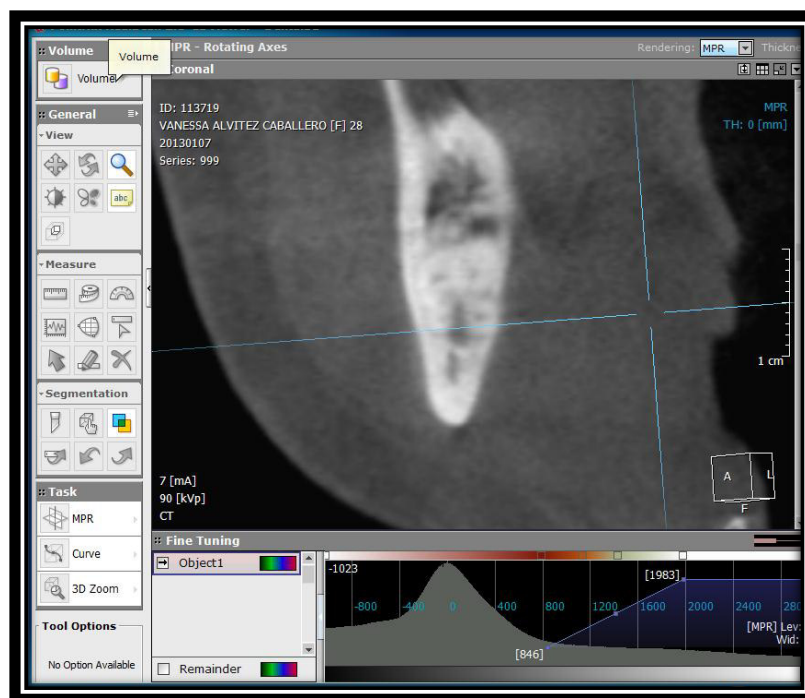 Volume
Volume
Volume
MPR - Rotating Axes
Rendering: MPR
Coronal
ID: 113719
VANESSA ALVITEZ CABALLERO [F] 28
20130107
Series: 999
MPR
TH: 0 [mm]
General
View
abc
Measure
1 cm
Segmentation
A
L
F
7 [mA]
90 [kVp]
CT
Task
MPR
Curve
3D Zoom
Tool Options
No Option Available
Fine Tuning
Object1
Remainder
-1023
[1983]
-800 -400 0 400 800 1200 1600 2000 2400
[MPR] Lev:
Wid:
[846]